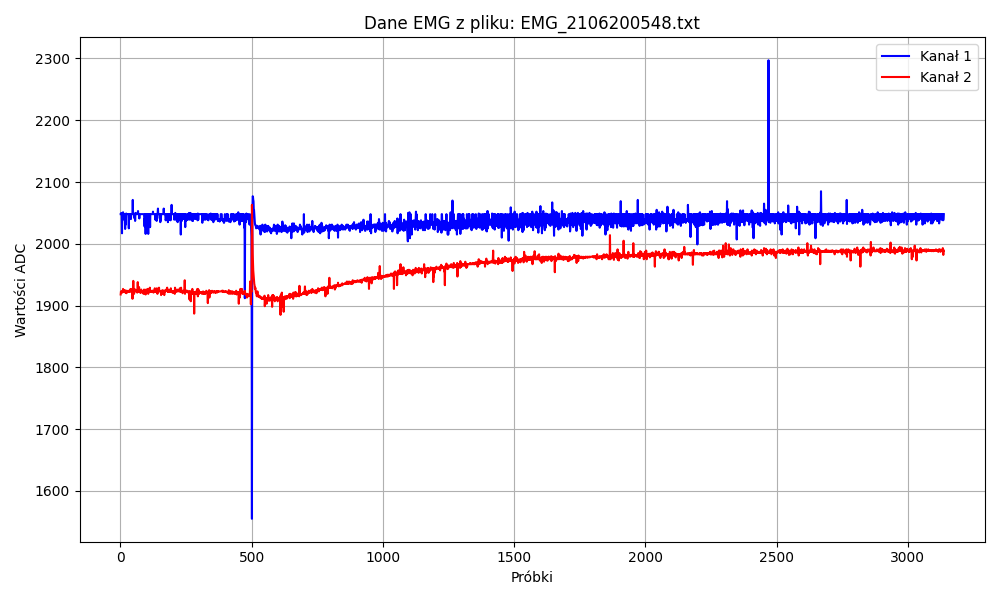 Dane EMG z pliku: EMG_2106200548.txt
Kanał 1
Kanał 2
Wartości ADC
2300
2200
2100
2000
1900
1800
1700
1600
0 500 1000 1500 2000 2500 3000
Próbki